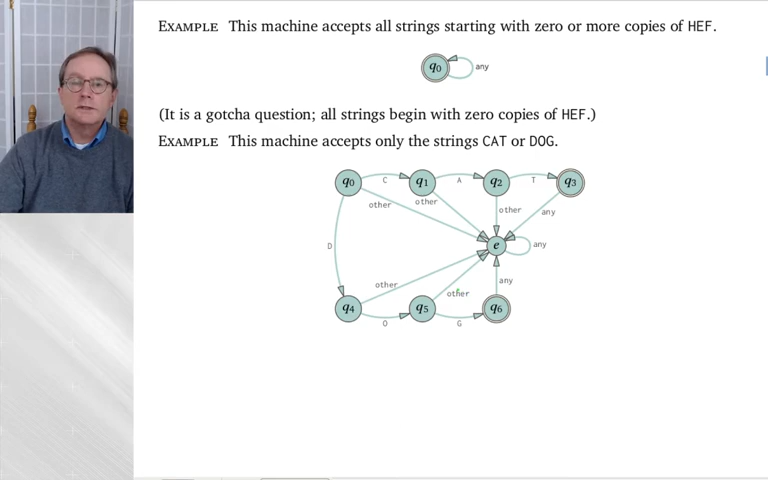 EXAMPLE This machine accepts all strings starting with zero or more copies of HEF.
q0 any
(It is a gotcha question; all strings begin with zero copies of HEF.)
EXAMPLE This machine accepts only the strings CAT or DOG.
q0 C q1 A q2 T q3
other other other any
D e any
other other any
q4 O q5 G q6